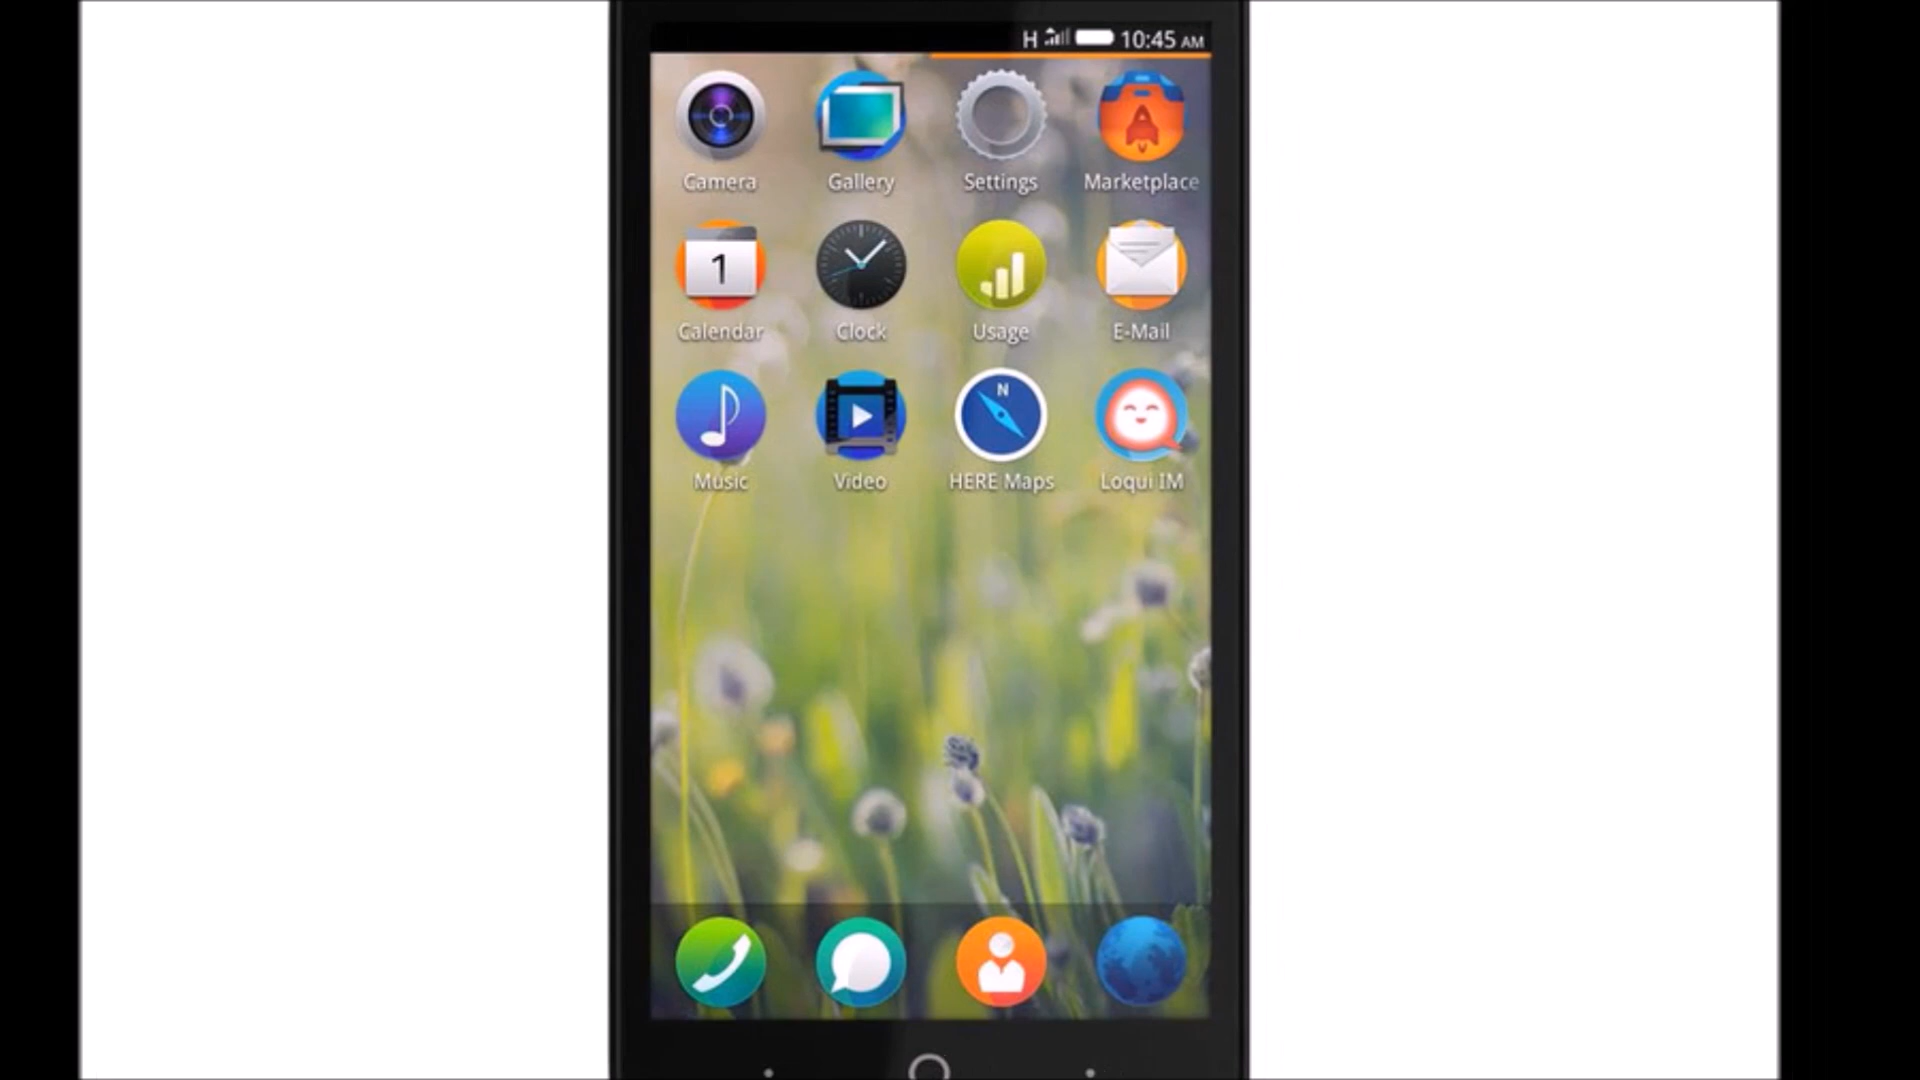 H 10:45 AM
Camera Gallery Settings Marketplace
1
Calendar Clock Usage E-Mail
N
Music Video HERE Maps Loqui IM